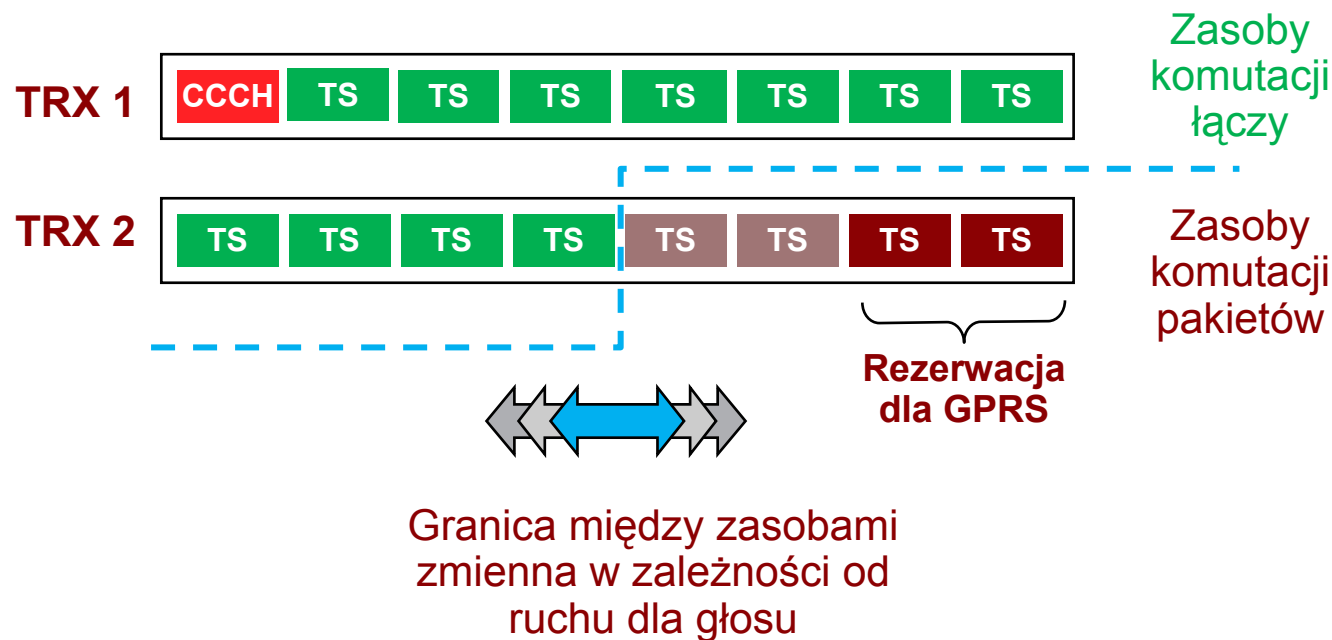 Zasoby
komutacji
łączy
TRX 1
CCCH TS TS TS TS TS TS TS
TRX 2
TS TS TS TS TS TS TS TS
Zasoby
komutacji
pakietów
Rezerwacja
dla GPRS
Granica między zasobami
zmienna w zależności od
ruchu dla głosu